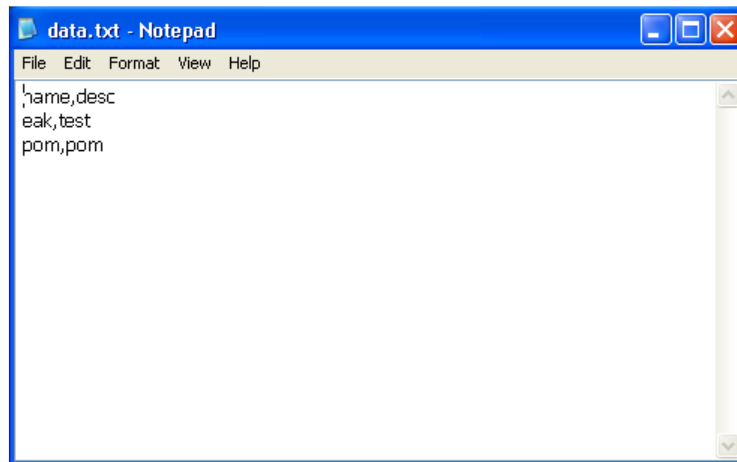 data.txt - Notepad
File Edit Format View Help
name,desc
eak,test
pom,pom